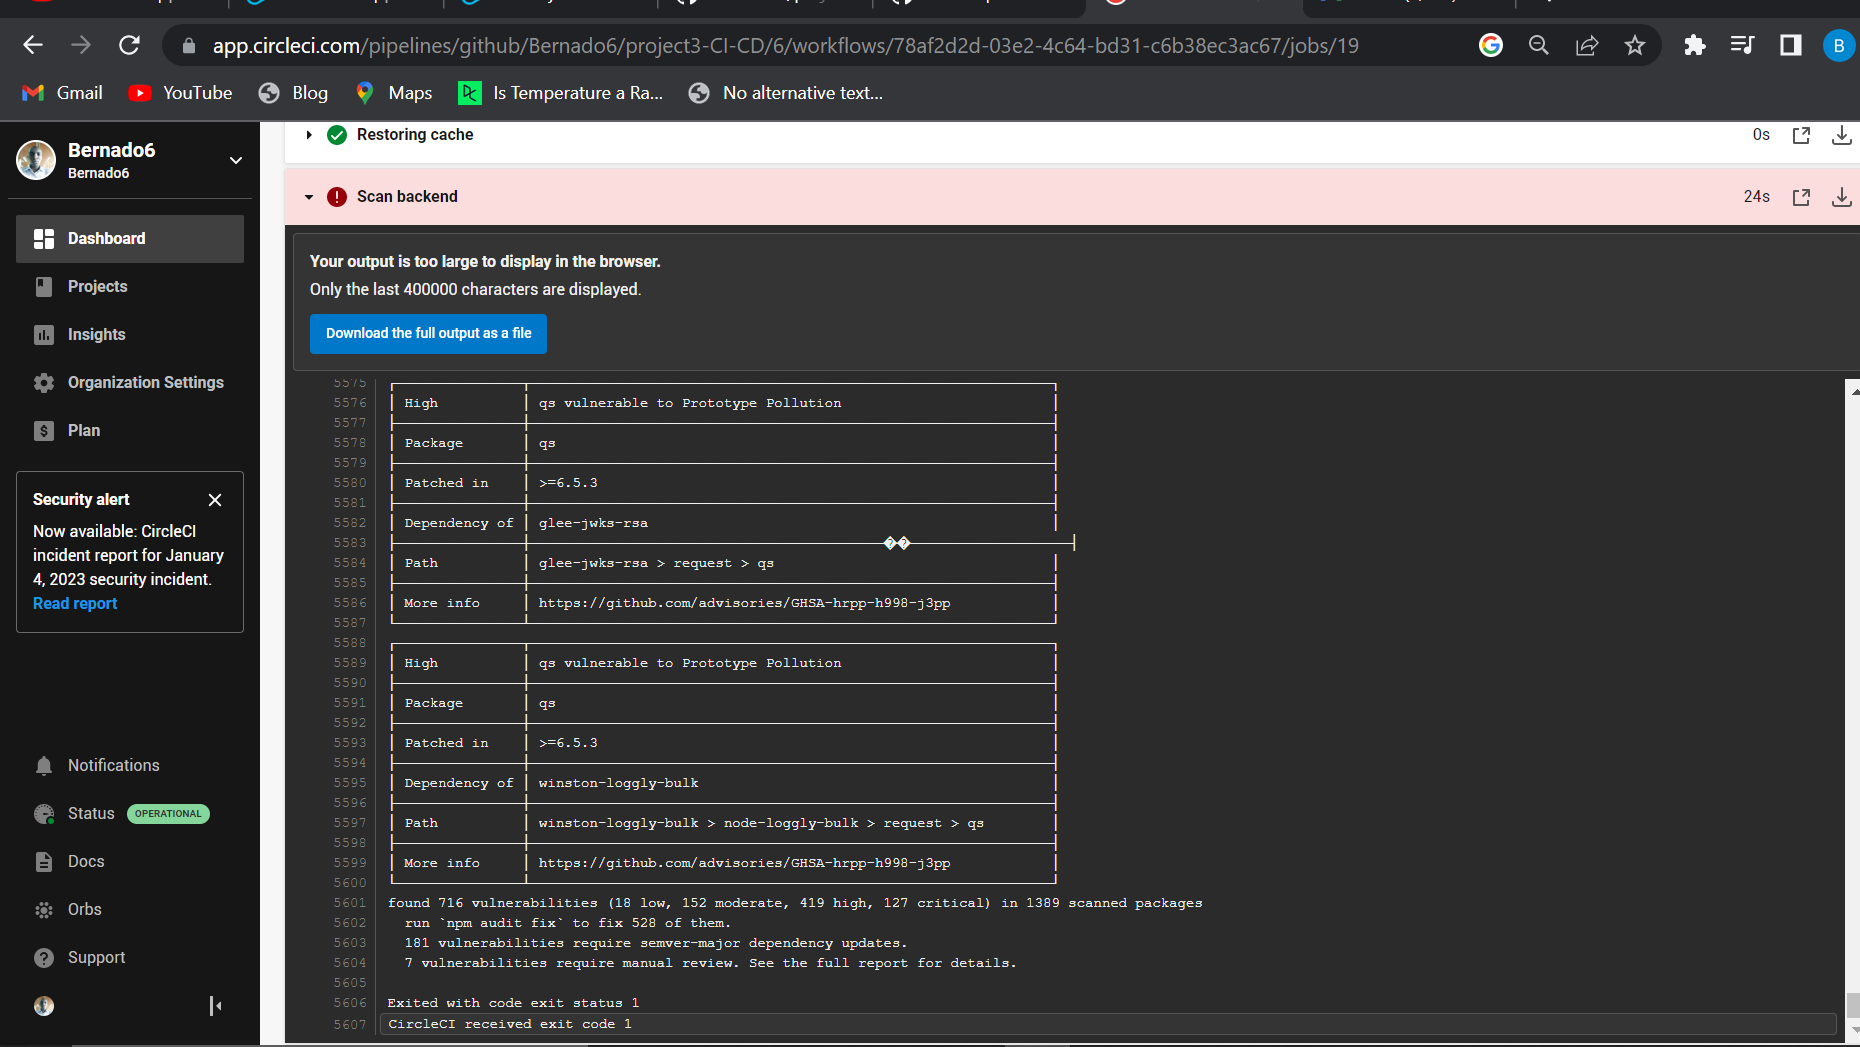 app.circleci.com/pipelines/github/Bernado6/project3-CI-CD/6/workflows/78af2d2d-03e2-4c64-bd31-c6b38ec3ac67/jobs/19
B
Gmail
YouTube
Blog
Maps
Is Temperature a Ra...
No alternative text...
Bernado6
Bernado6
Dashboard
Projects
Insights
Organization Settings
Plan
Security alert
Now available: CircleCI
incident report for January
4, 2023 security incident.
Read report
Notifications
Status OPERATIONAL
Docs
Orbs
Support
Restoring cache 0s
Scan backend 24s
Your output is too large to display in the browser.
Only the last 400000 characters are displayed.
Download the full output as a file
5575
5576 High qs vulnerable to Prototype Pollution
5577
5578 Package qs
5579
5580 Patched in >=6.5.3
5581
5582 Dependency of glee-jwks-rsa
5583 ��
5584 Path glee-jwks-rsa > request > qs
5585
5586 More info https://github.com/advisories/GHSA-hrpp-h998-j3pp
5587
5588
5589 High qs vulnerable to Prototype Pollution
5590
5591 Package qs
5592
5593 Patched in >=6.5.3
5594
5595 Dependency of winston-loggly-bulk
5596
5597 Path winston-loggly-bulk > node-loggly-bulk > request > qs
5598
5599 More info https://github.com/advisories/GHSA-hrpp-h998-j3pp
5600
5601 found 716 vulnerabilities (18 low, 152 moderate, 419 high, 127 critical) in 1389 scanned packages
5602 run `npm audit fix` to fix 528 of them.
5603 181 vulnerabilities require semver-major dependency updates.
5604 7 vulnerabilities require manual review. See the full report for details.
5605
5606 Exited with code exit status 1
5607 CircleCI received exit code 1